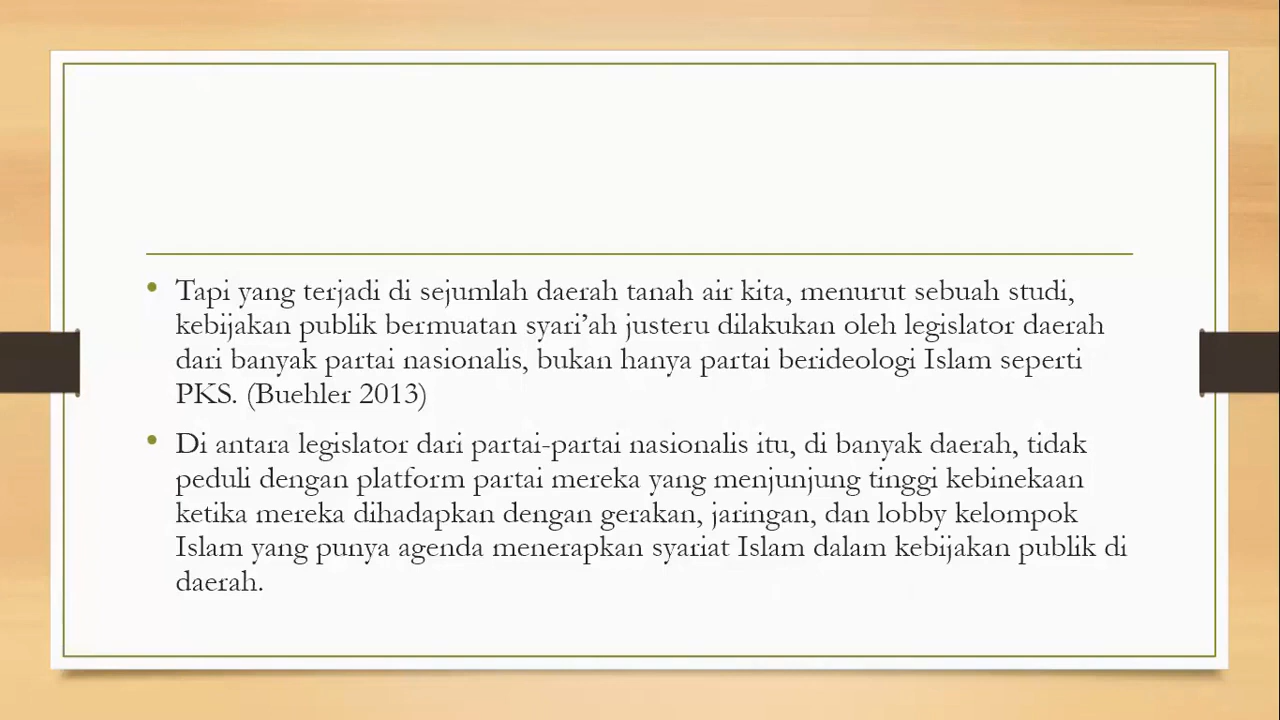 • Tapi yang terjadi di sejumlah daerah tanah air kita, menurut sebuah studi,
kebijakan publik bermuatan syari’ah justeru dilakukan oleh legislator daerah
dari banyak partai nasionalis, bukan hanya partai berideologi Islam seperti
PKS. (Buehler 2013)
• Di antara legislator dari partai-partai nasionalis itu, di banyak daerah, tidak
peduli dengan platform partai mereka yang menjunjung tinggi kebinekaan
ketika mereka dihadapkan dengan gerakan, jaringan, dan lobby kelompok
Islam yang punya agenda menerapkan syariat Islam dalam kebijakan publik di
daerah.